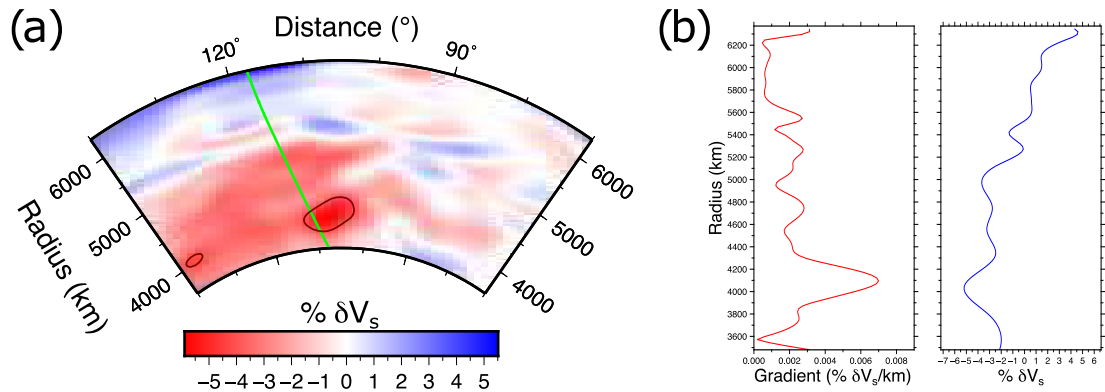 (a)
Distance (°)
120° 90°
6000 6000
5000 5000
4000 4000
Radius (km)
% δVs
−5 −4 −3 −2 −1 0 1 2 3 4 5
(b)
Radius (km)
6200
6000
5800
5600
5400
5200
5000
4800
4600
4400
4200
4000
3800
3600
0.000 0.002 0.004 0.006 0.008
Gradient (% δVs/km)
−7 −6 −5 −4 −3 −2 −1 0 1 2 3 4 5 6
% δVs